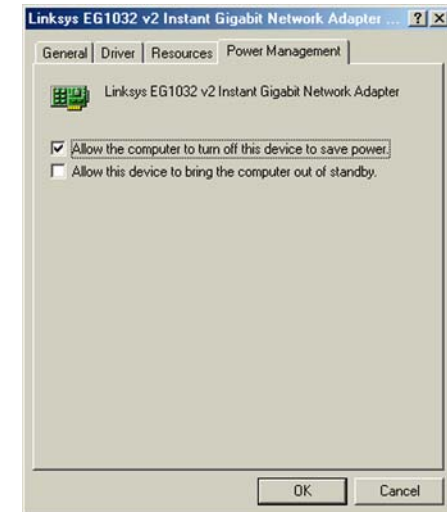 Linksys EG1032 v2 Instant Gigabit Network Adapter ...
General Driver Resources Power Management
Linksys EG1032 v2 Instant Gigabit Network Adapter
Allow the computer to turn off this device to save power.
Allow this device to bring the computer out of standby.
OK Cancel